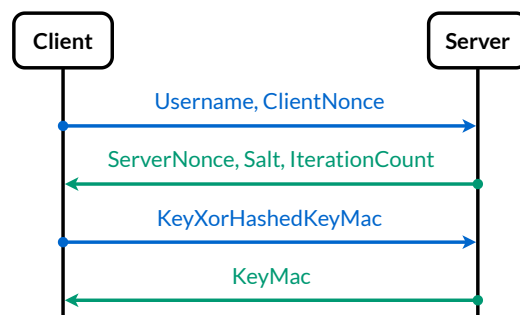 Client
Server
Username, ClientNonce
ServerNonce, Salt, IterationCount
KeyXorHashedKeyMac
KeyMac